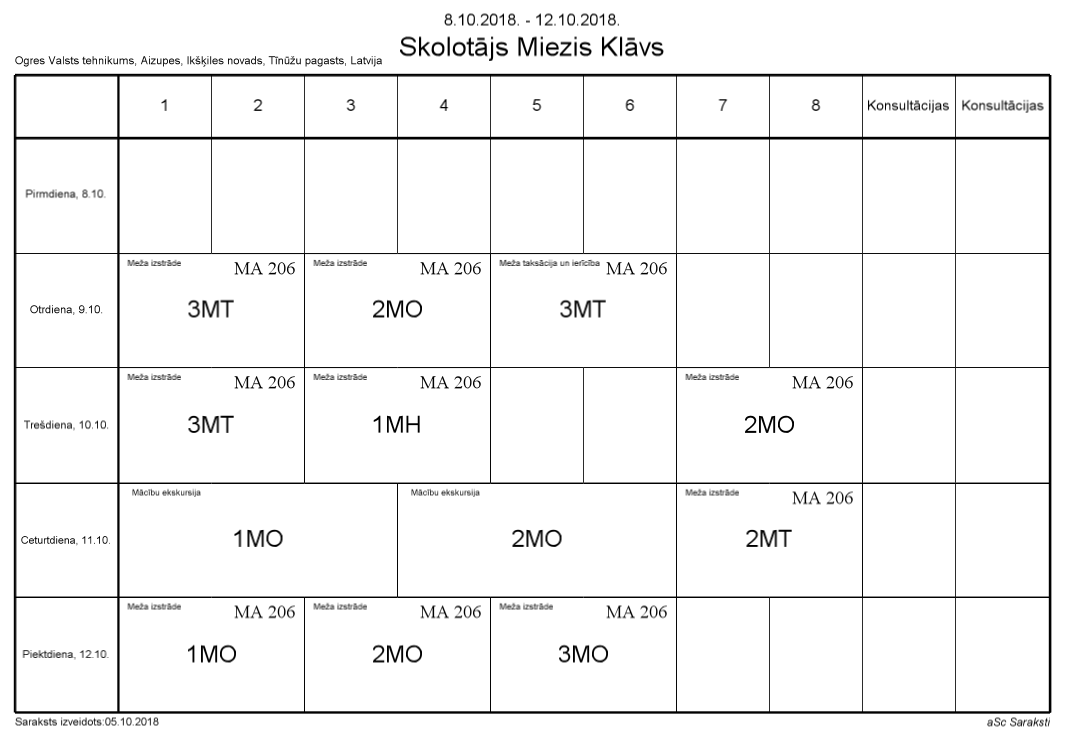 8.10.2018. - 12.10.2018.
Skolotājs Miezis Klāvs
Ogres Valsts tehnikums, Aizupes, Ikšķiles novads, Tīnūžu pagasts, Latvija
1 2 3 4 5 6 7 8 Konsultācijas Konsultācijas
Pirmdiena, 8.10.
Meža izstrāde MA 206 Meža izstrāde MA 206 Meža taksācija un ierīcība MA 206
Otrdiena, 9.10. 3MT 2MO 3MT
Meža izstrāde MA 206 Meža izstrāde MA 206 Meža izstrāde MA 206
Trešdiena, 10.10. 3MT 1MH 2MO
Mācību ekskursija Mācību ekskursija Meža izstrāde MA 206
Ceturtdiena, 11.10. 1MO 2MO 2MT
Meža izstrāde MA 206 Meža izstrāde MA 206 Meža izstrāde MA 206
Piektdiena, 12.10. 1MO 2MO 3MO
Saraksts izveidots:05.10.2018 aSc Saraksti